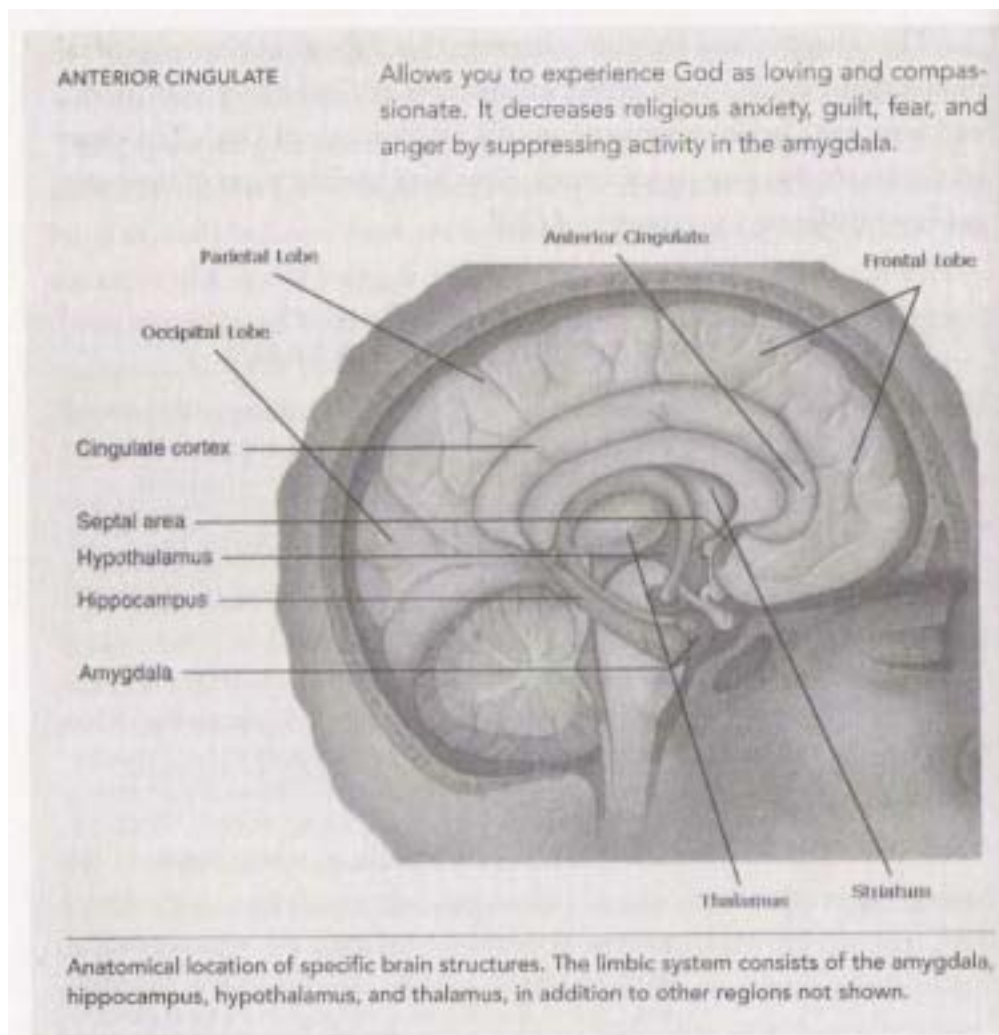 ANTERIOR CINGULATE
Allows you to experience God as loving and compas-
sionate. It decreases religious anxiety, guilt, fear, and
anger by suppressing activity in the amygdala.
Anterior Cingulate
Parietal Lobe
Frontal Lobe
Occipital Lobe
Cingulate cortex
Septal area
Hypothalamus
Hippocampus
Amygdala
Thalamus
Striatum
Anatomical location of specific brain structures. The limbic system consists of the amygdala,
hippocampus, hypothalamus, and thalamus, in addition to other regions not shown.